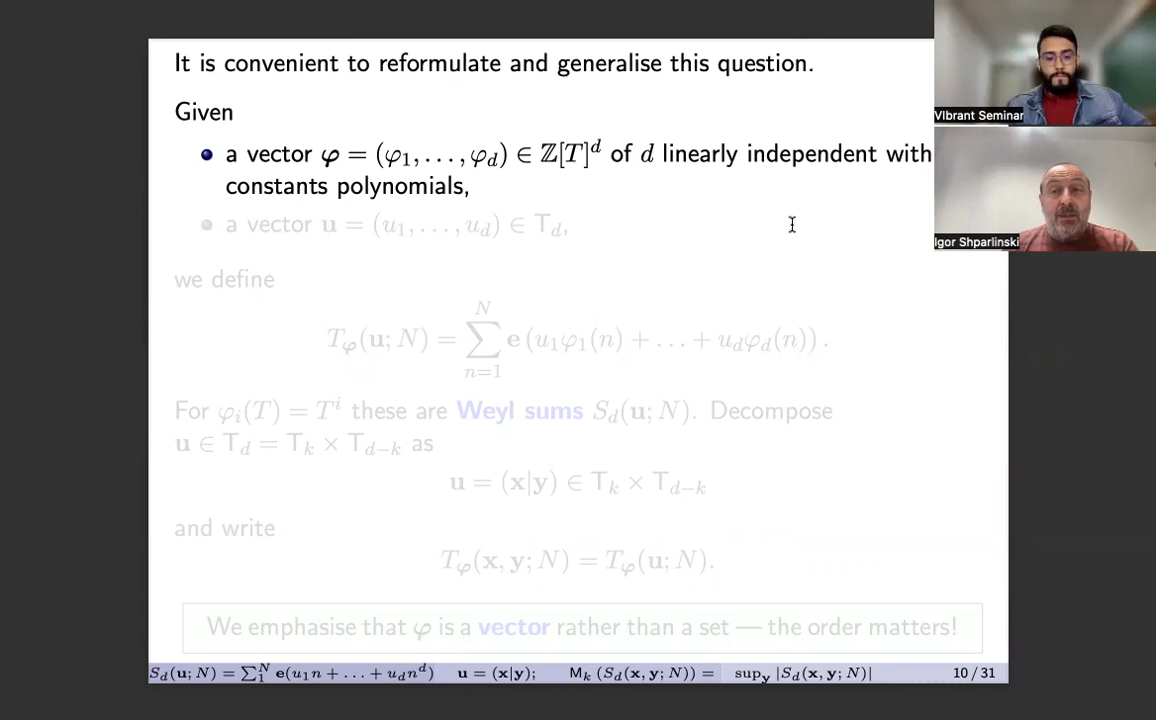 It is convenient to reformulate and generalise this question.
Given
a vector φ = (φ₁, . . . , φ_d) ∈ ℤ[T]^d of d linearly independent with
constants polynomials,
a vector u = (u₁, . . . , u_d) ∈ T_d,
we define
T_φ(u; N) = ∑_{n=1}^{N} e (u₁φ₁(n) + . . . + u_dφ_d(n)) .
For φ_i(T) = T^i these are Weyl sums S_d(u; N). Decompose
u ∈ T_d = T_k × T_{d−k} as
u = (x|y) ∈ T_k × T_{d−k}
and write
T_φ(x, y; N) = T_φ(u; N).
We emphasise that φ is a vector rather than a set — the order matters!
S_d(u; N) = ∑_1^N e(u₁n + . . . + u_dn^d) u = (x|y); M_k (S_d(x, y; N)) = sup_y |S_d(x, y; N)| 10 / 31
VIbrant Seminar
Igor Shparlinski